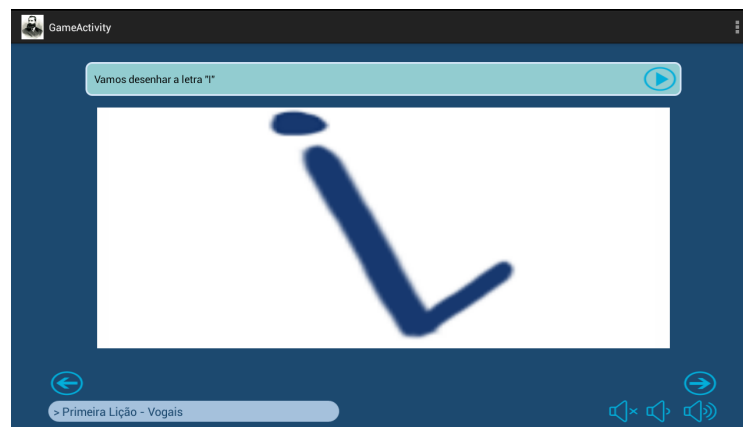 GameActivity
Vamos desenhar a letra "I"
i
> Primeira Lição - Vogais